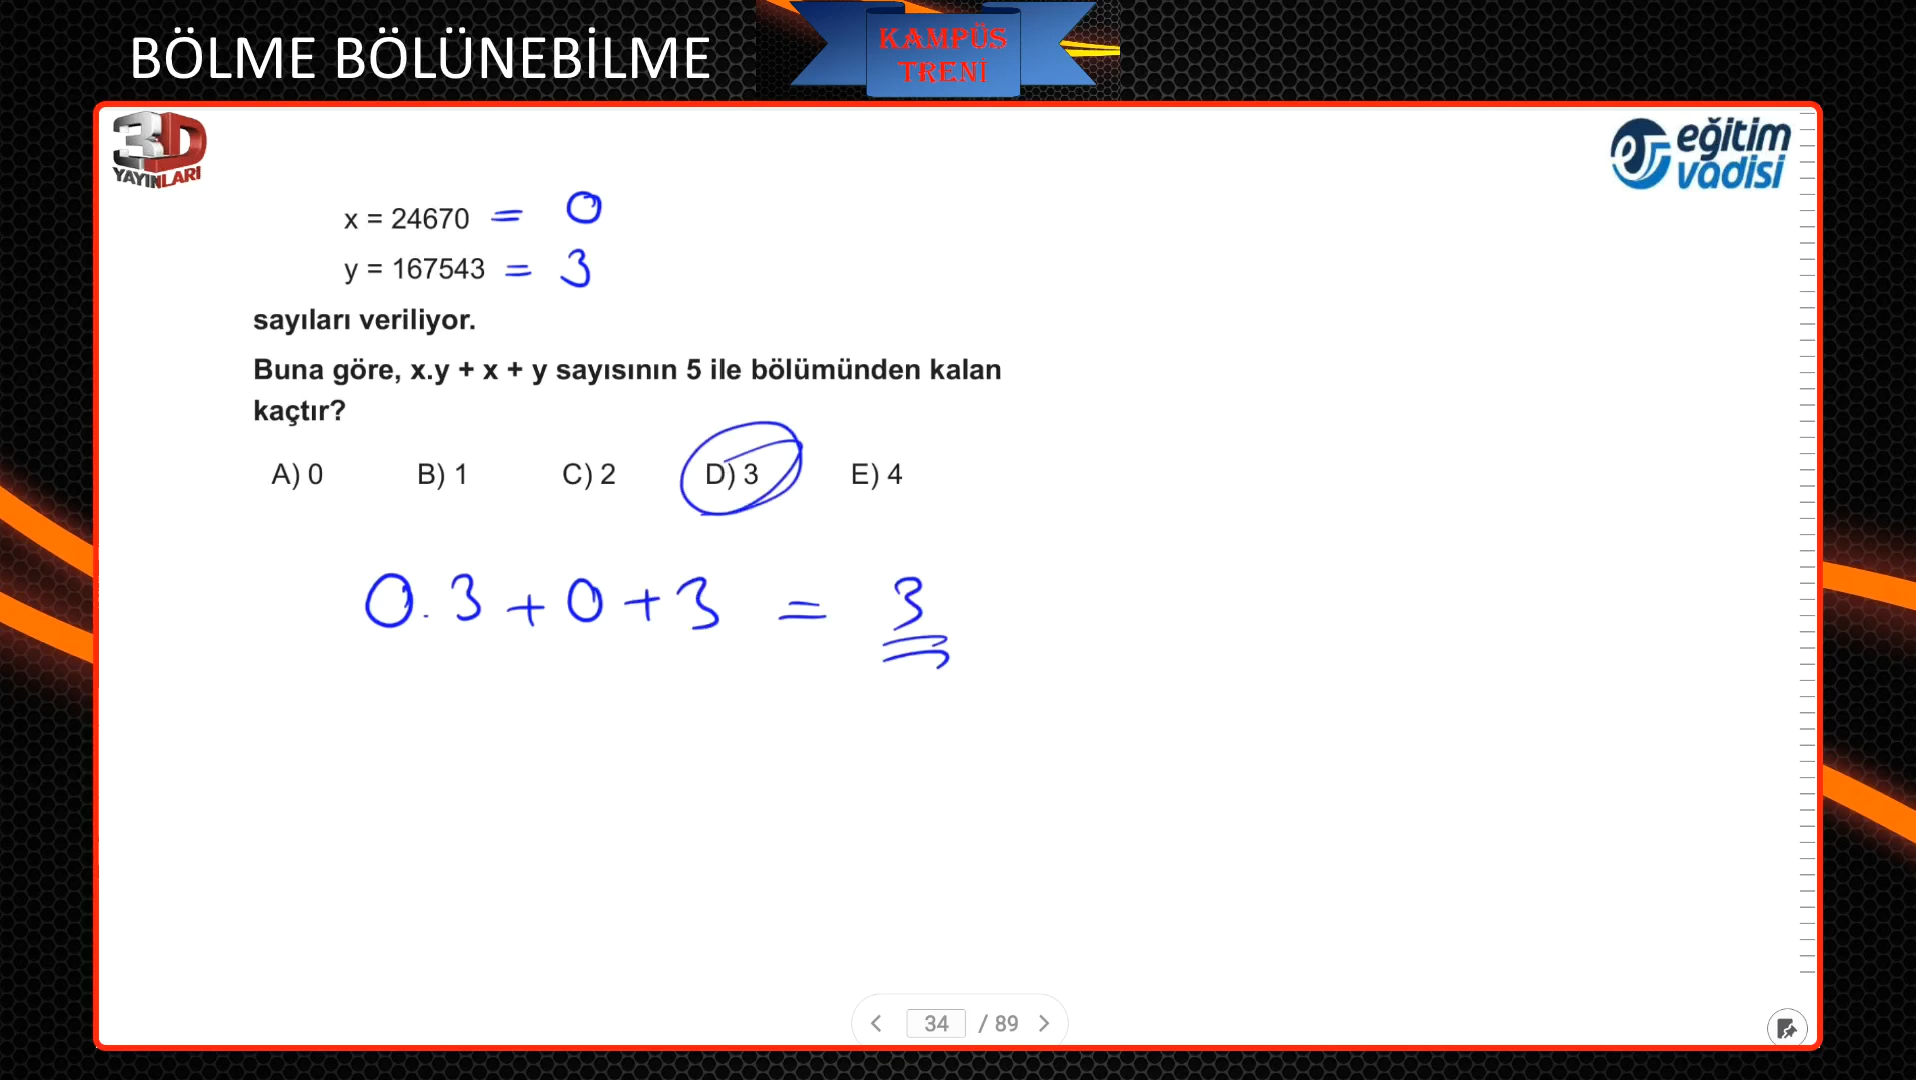 BÖLME BÖLÜNEBİLME
KAMPÜS
TRENİ
3D
YAYINLARI
eğitim
vadisi
x = 24670 = 0
y = 167543 = 3
sayıları veriliyor.
Buna göre, x.y + x + y sayısının 5 ile bölümünden kalan
kaçtır?
A) 0 B) 1 C) 2 D) 3 E) 4
0.3+0+3 = 3
34 / 89